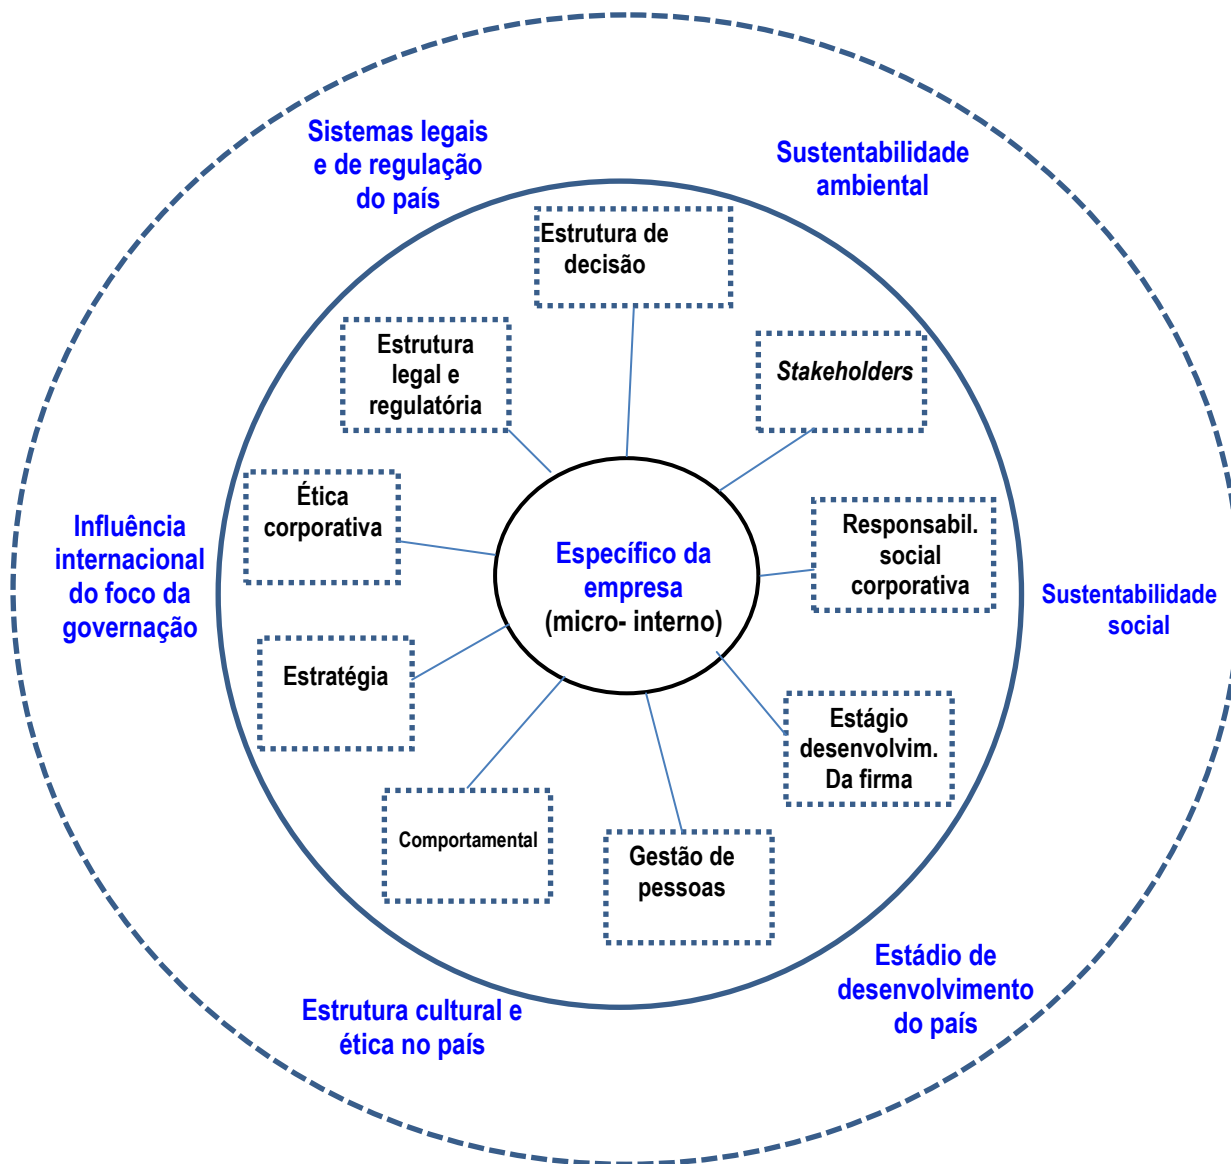 Sistemas legais
e de regulação
do país
Sustentabilidade
ambiental
Estrutura de
decisão
Estrutura
legal e
regulatória
Stakeholders
Ética
corporativa
Responsabil.
social
corporativa
Influência
internacional
do foco da
governação
Específico da
empresa
(micro- interno)
Sustentabilidade
social
Estratégia
Estágio
desenvolvim.
Da firma
Comportamental
Gestão de
pessoas
Estrutura cultural e
ética no país
Estádio de
desenvolvimento
do país